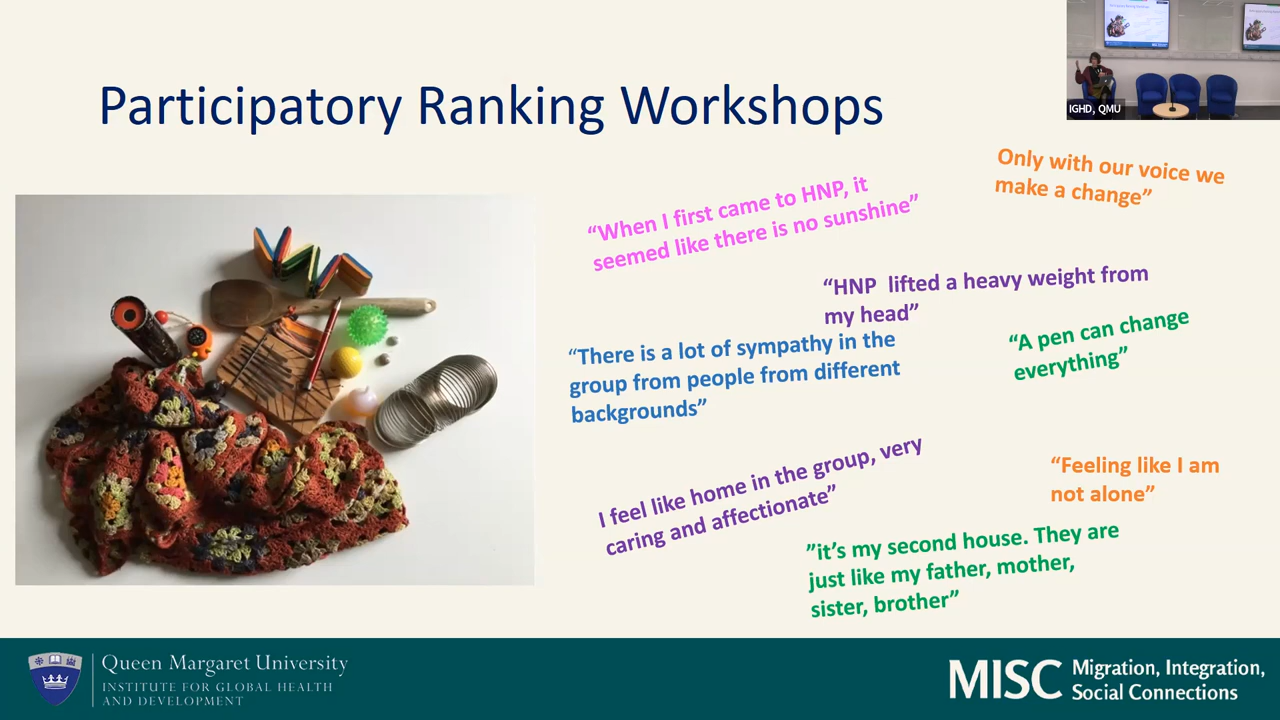 IGHD, QMU
Participatory Ranking Workshops
Only with our voice we
make a change”
“When I first came to HNP, it
seemed like there is no sunshine”
“HNP lifted a heavy weight from
my head”
“There is a lot of sympathy in the
group from people from different
backgrounds”
“A pen can change
everything”
I feel like home in the group, very
caring and affectionate”
“Feeling like I am
not alone”
”it’s my second house. They are
just like my father, mother,
sister, brother”
Queen Margaret University
INSTITUTE FOR GLOBAL HEALTH
AND DEVELOPMENT
MISC
Migration, Integration,
Social Connections